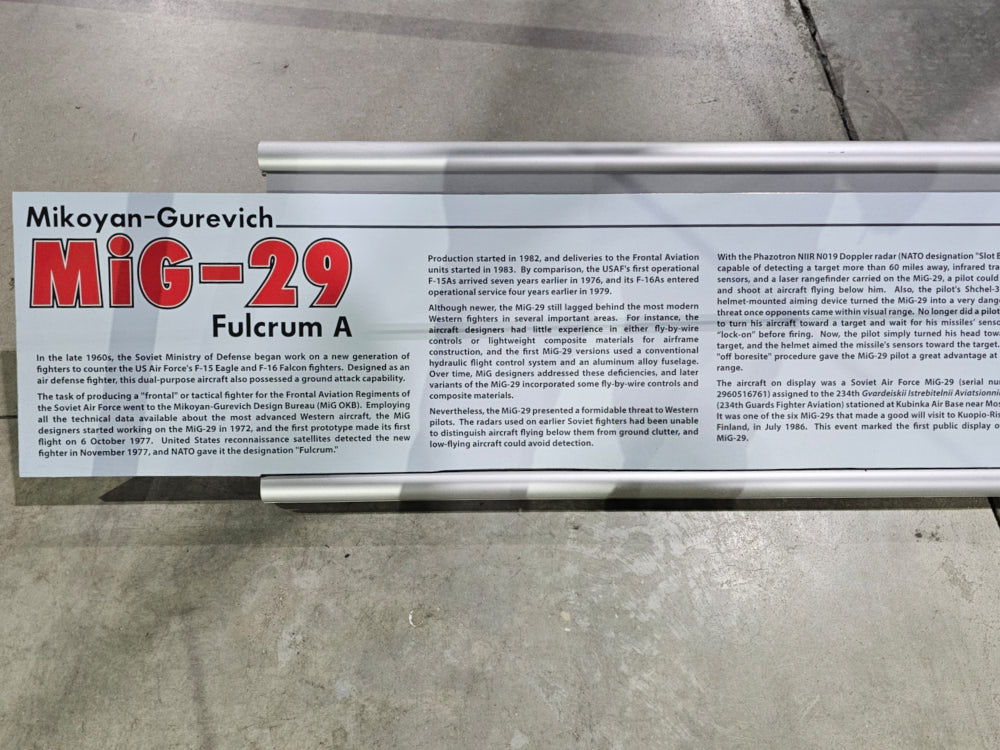 Mikoyan-Gurevich
MiG-29
Fulcrum A
In the late 1960s, the Soviet Ministry of Defense began work on a new generation of
fighters to counter the US Air Force's F-15 Eagle and F-16 Falcon fighters. Designed as an
air defense fighter, this dual-purpose aircraft also possessed a ground attack capability.
The task of producing a "frontal" or tactical fighter for the Frontal Aviation Regiments of
the Soviet Air Force went to the Mikoyan-Gurevich Design Bureau (MiG OKB). Employing
all the technical data available about the most advanced Western aircraft, the MiG
designers started working on the MiG-29 in 1972, and the first prototype made its first
flight on 6 October 1977. United States reconnaissance satellites detected the new
fighter in November 1977, and NATO gave it the designation "Fulcrum."
Production started in 1982, and deliveries to the Frontal Aviation
units started in 1983. By comparison, the USAF's first operational
F-15As arrived seven years earlier in 1976, and its F-16As entered
operational service four years earlier in 1979.
Although newer, the MiG-29 still lagged behind the most modern
Western fighters in several important areas. For instance, the
aircraft designers had little experience in either fly-by-wire
controls or lightweight composite materials for airframe
construction, and the first MiG-29 versions used a conventional
hydraulic flight control system and an aluminum alloy fuselage.
Over time, MiG designers addressed these deficiencies, and later
variants of the MiG-29 incorporated some fly-by-wire controls and
composite materials.
Nevertheless, the MiG-29 presented a formidable threat to Western
pilots. The radars used on earlier Soviet fighters had been unable
to distinguish aircraft flying below them from ground clutter, and
low-flying aircraft could avoid detection.
With the Phazotron NIIR N019 Doppler radar (NATO designation "Slot
capable of detecting a target more than 60 miles away, infrared
sensors, and a laser rangefinder carried on the MiG-29, a pilot could
and shoot at aircraft flying below him. Also, the pilot's Shchel-3
helmet-mounted aiming device turned the MiG-29 into a very
threat once opponents came within visual range. No longer did a pilot
to turn his aircraft toward a target and wait for his missiles'
"lock-on" before firing. Now, the pilot simply turned his head
target, and the helmet aimed the missile's sensors toward the target.
"off boresite" procedure gave the MiG-29 pilot a great advantage at
range.
The aircraft on display was a Soviet Air Force MiG-29 (serial
2960516761) assigned to the 234th Gvardeiskii Istrebitelnii
(234th Guards Fighter Aviation) stationed at Kubinka Air Base near
It was one of the six MiG-29s that made a good will visit to
Finland, in July 1986. This event marked the first public display
MiG-29.